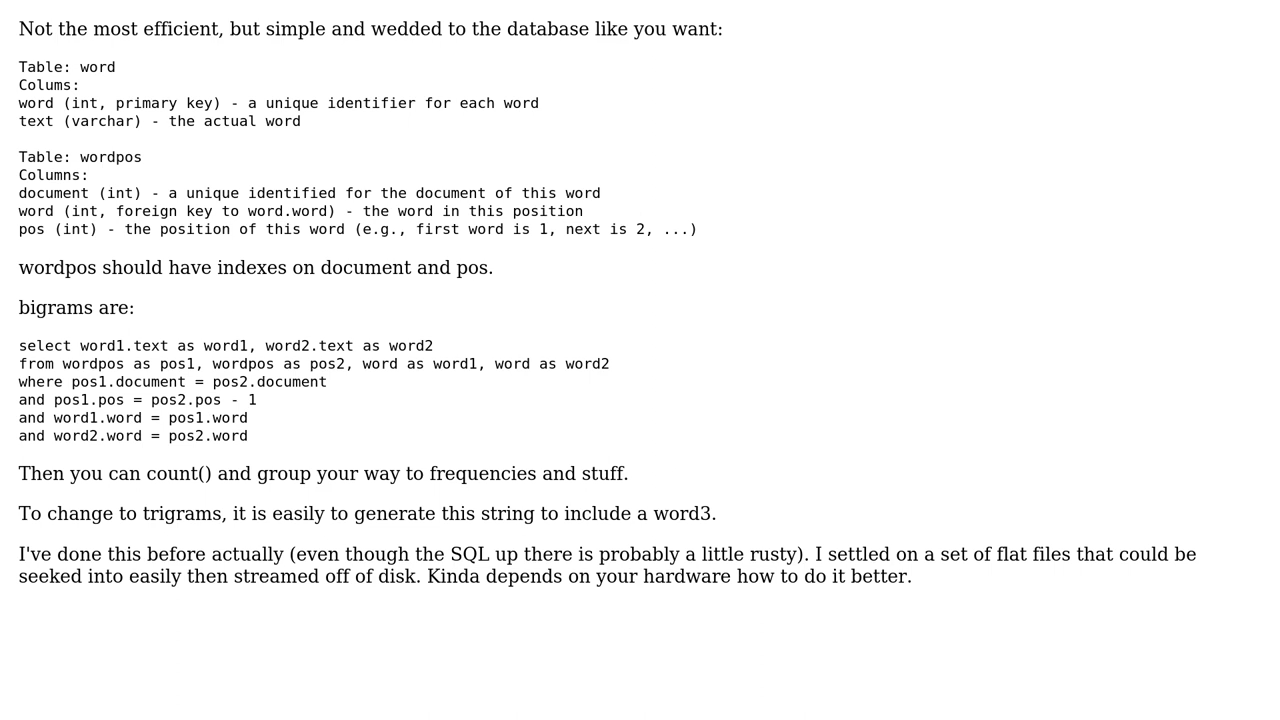 Not the most efficient, but simple and wedded to the database like you want:
Table: word
Colums:
word (int, primary key) - a unique identifier for each word
text (varchar) - the actual word
Table: wordpos
Columns:
document (int) - a unique identified for the document of this word
word (int, foreign key to word.word) - the word in this position
pos (int) - the position of this word (e.g., first word is 1, next is 2, ...)
wordpos should have indexes on document and pos.
bigrams are:
select word1.text as word1, word2.text as word2
from wordpos as pos1, wordpos as pos2, word as word1, word as word2
where pos1.document = pos2.document
and pos1.pos = pos2.pos - 1
and word1.word = pos1.word
and word2.word = pos2.word
Then you can count() and group your way to frequencies and stuff.
To change to trigrams, it is easily to generate this string to include a word3.
I've done this before actually (even though the SQL up there is probably a little rusty). I settled on a set of flat files that could be
seeked into easily then streamed off of disk. Kinda depends on your hardware how to do it better.